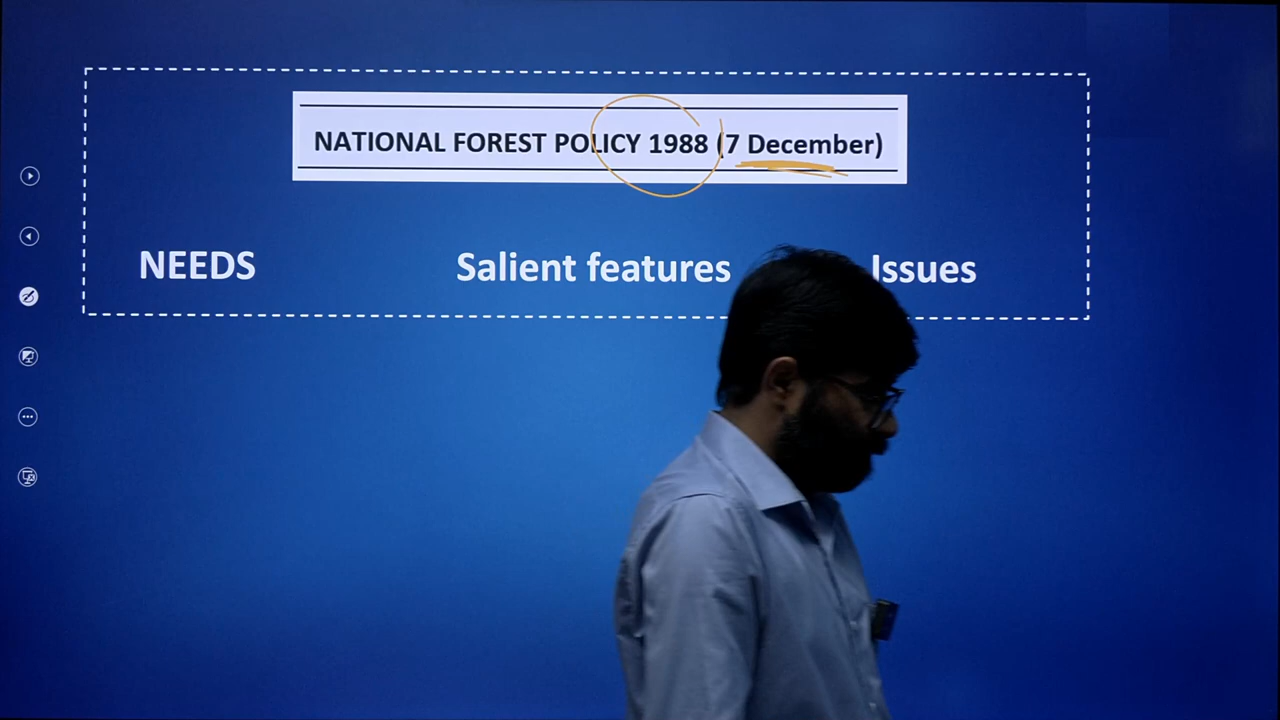 NATIONAL FOREST POLICY 1988 (7 December)
NEEDS Salient features Issues